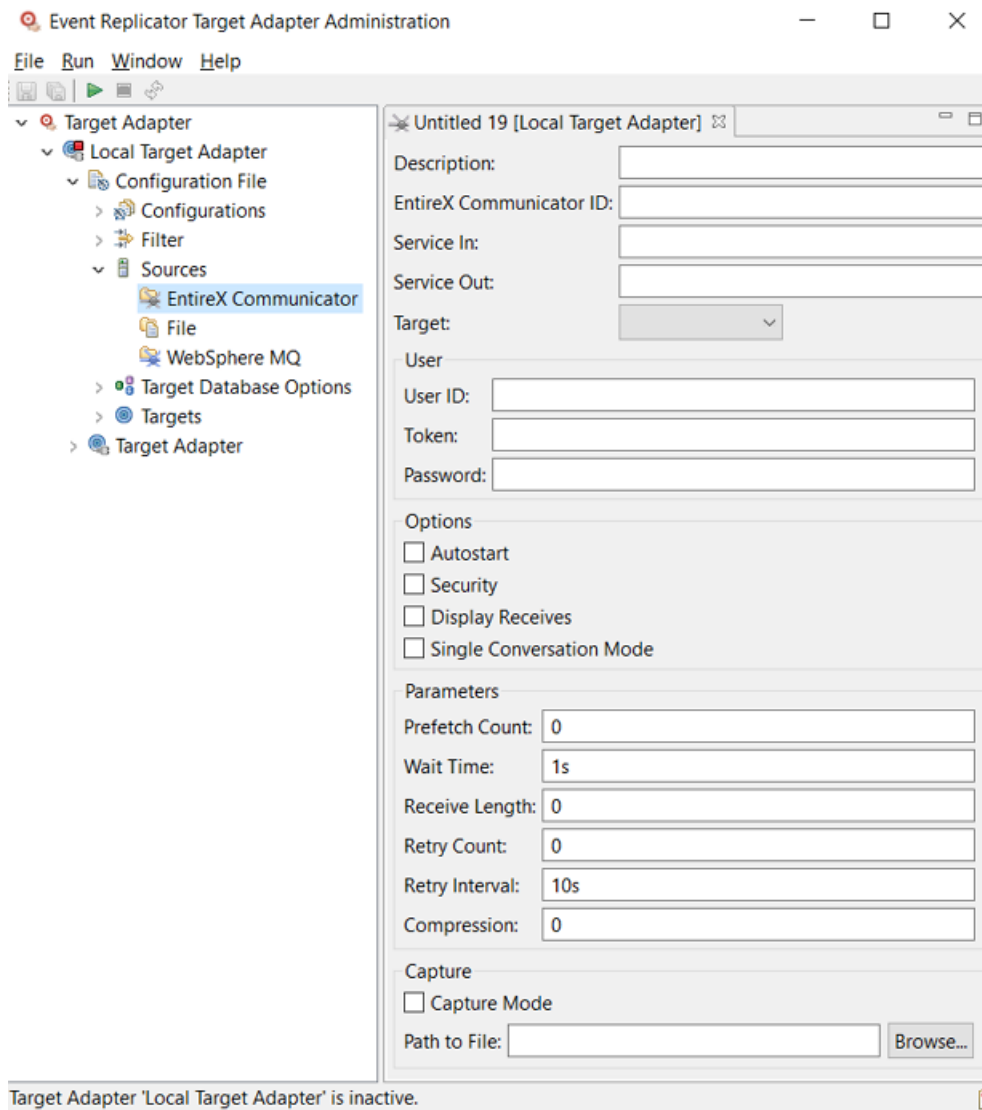 Event Replicator Target Adapter Administration
File Run Window Help
Target Adapter
Local Target Adapter
Configuration File
Configurations
Filter
Sources
EntireX Communicator
File
WebSphere MQ
Target Database Options
Targets
Target Adapter
Untitled 19 [Local Target Adapter]
Description:
EntireX Communicator ID:
Service In:
Service Out:
Target:
User
User ID:
Token:
Password:
Options
Autostart
Security
Display Receives
Single Conversation Mode
Parameters
Prefetch Count: 0
Wait Time: 1s
Receive Length: 0
Retry Count: 0
Retry Interval: 10s
Compression: 0
Capture
Capture Mode
Path to File: Browse...
Target Adapter 'Local Target Adapter' is inactive.